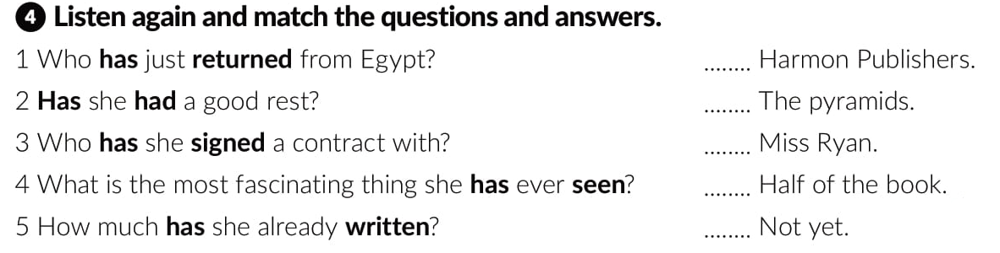 4 Listen again and match the questions and answers.
1 Who has just returned from Egypt? ........ Harmon Publishers.
2 Has she had a good rest? ........ The pyramids.
3 Who has she signed a contract with? ........ Miss Ryan.
4 What is the most fascinating thing she has ever seen? ........ Half of the book.
5 How much has she already written? ........ Not yet.